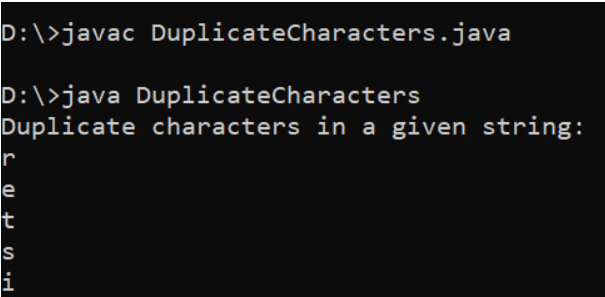 D:\>javac DuplicateCharacters.java
D:\>java DuplicateCharacters
Duplicate characters in a given string:
r
e
t
s
i